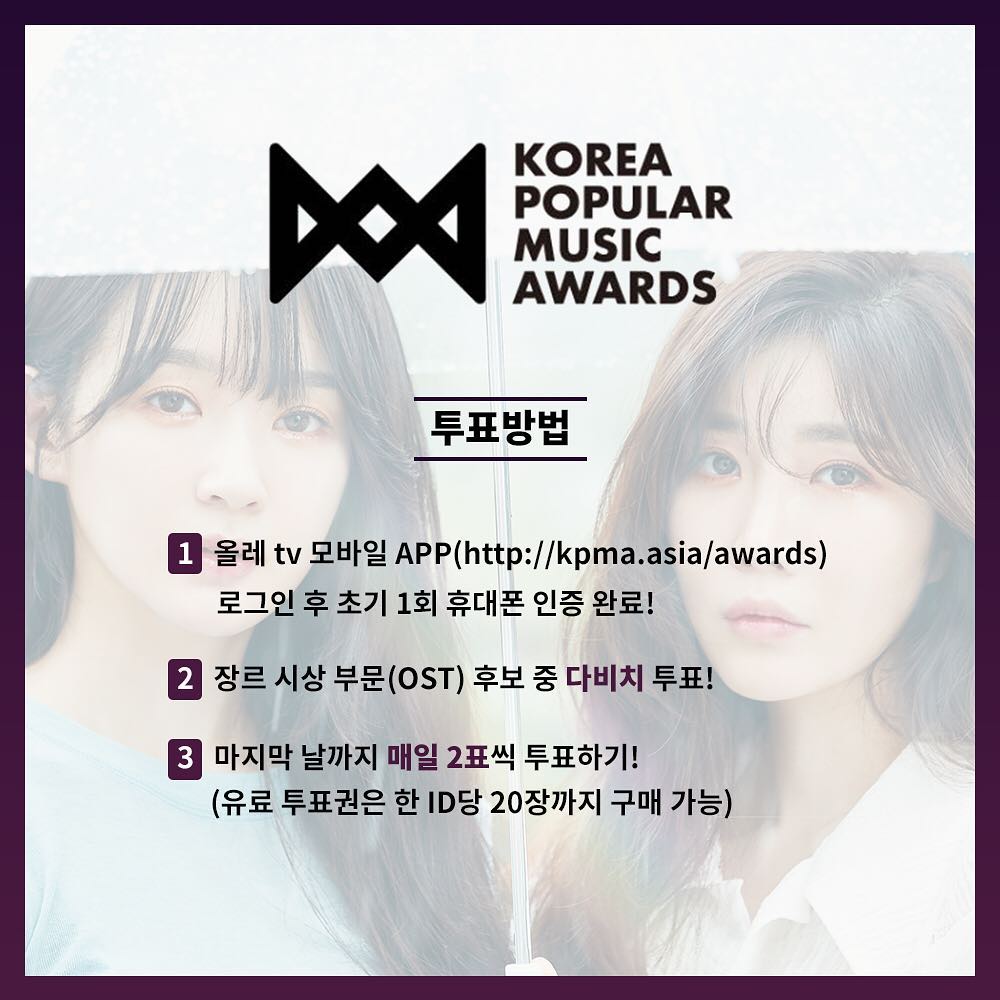 KOREA
POPULAR
MUSIC
AWARDS
투표방법
1 올레 tv 모바일 APP(http://kpma.asia/awards)
로그인 후 초기 1회 휴대폰 인증 완료!
2 장르 시상 부문(OST) 후보 중 다비치 투표!
3 마지막 날까지 매일 2표씩 투표하기!
(유료 투표권은 한 ID당 20장까지 구매 가능)